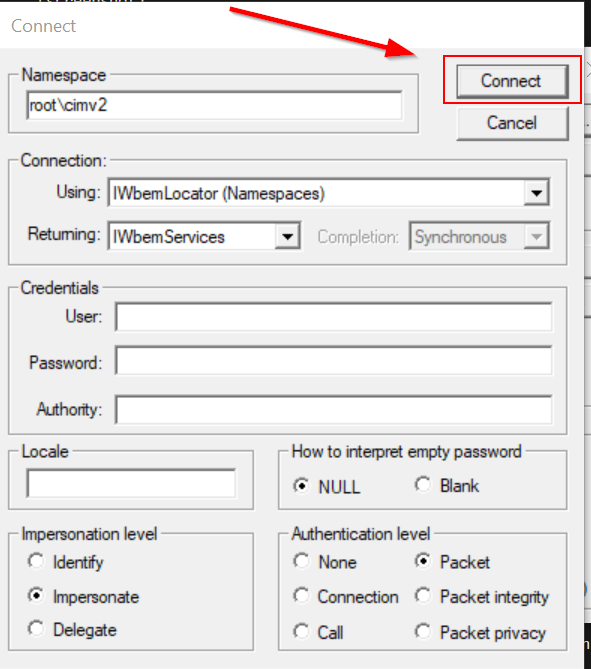 Connect
Namespace
Connect
root\cimv2
Cancel
Connection:
Using: IWbemLocator (Namespaces)
Returning: IWbemServices Completion: Synchronous
Credentials
User:
Password:
Authority:
Locale
How to interpret empty password
NULL Blank
Impersonation level
Authentication level
Identify
None Packet
Impersonate
Connection Packet integrity
Delegate
Call Packet privacy